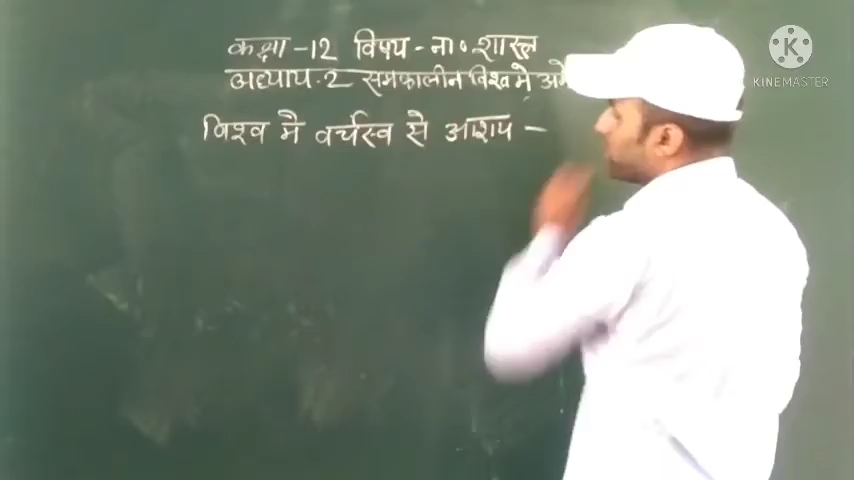 कक्षा - 12 विषय - ना० शास्त्र
अध्याय - 2 समकालीन विश्व मे
विश्व मे वर्चस्व से आशय -
KINEMASTER